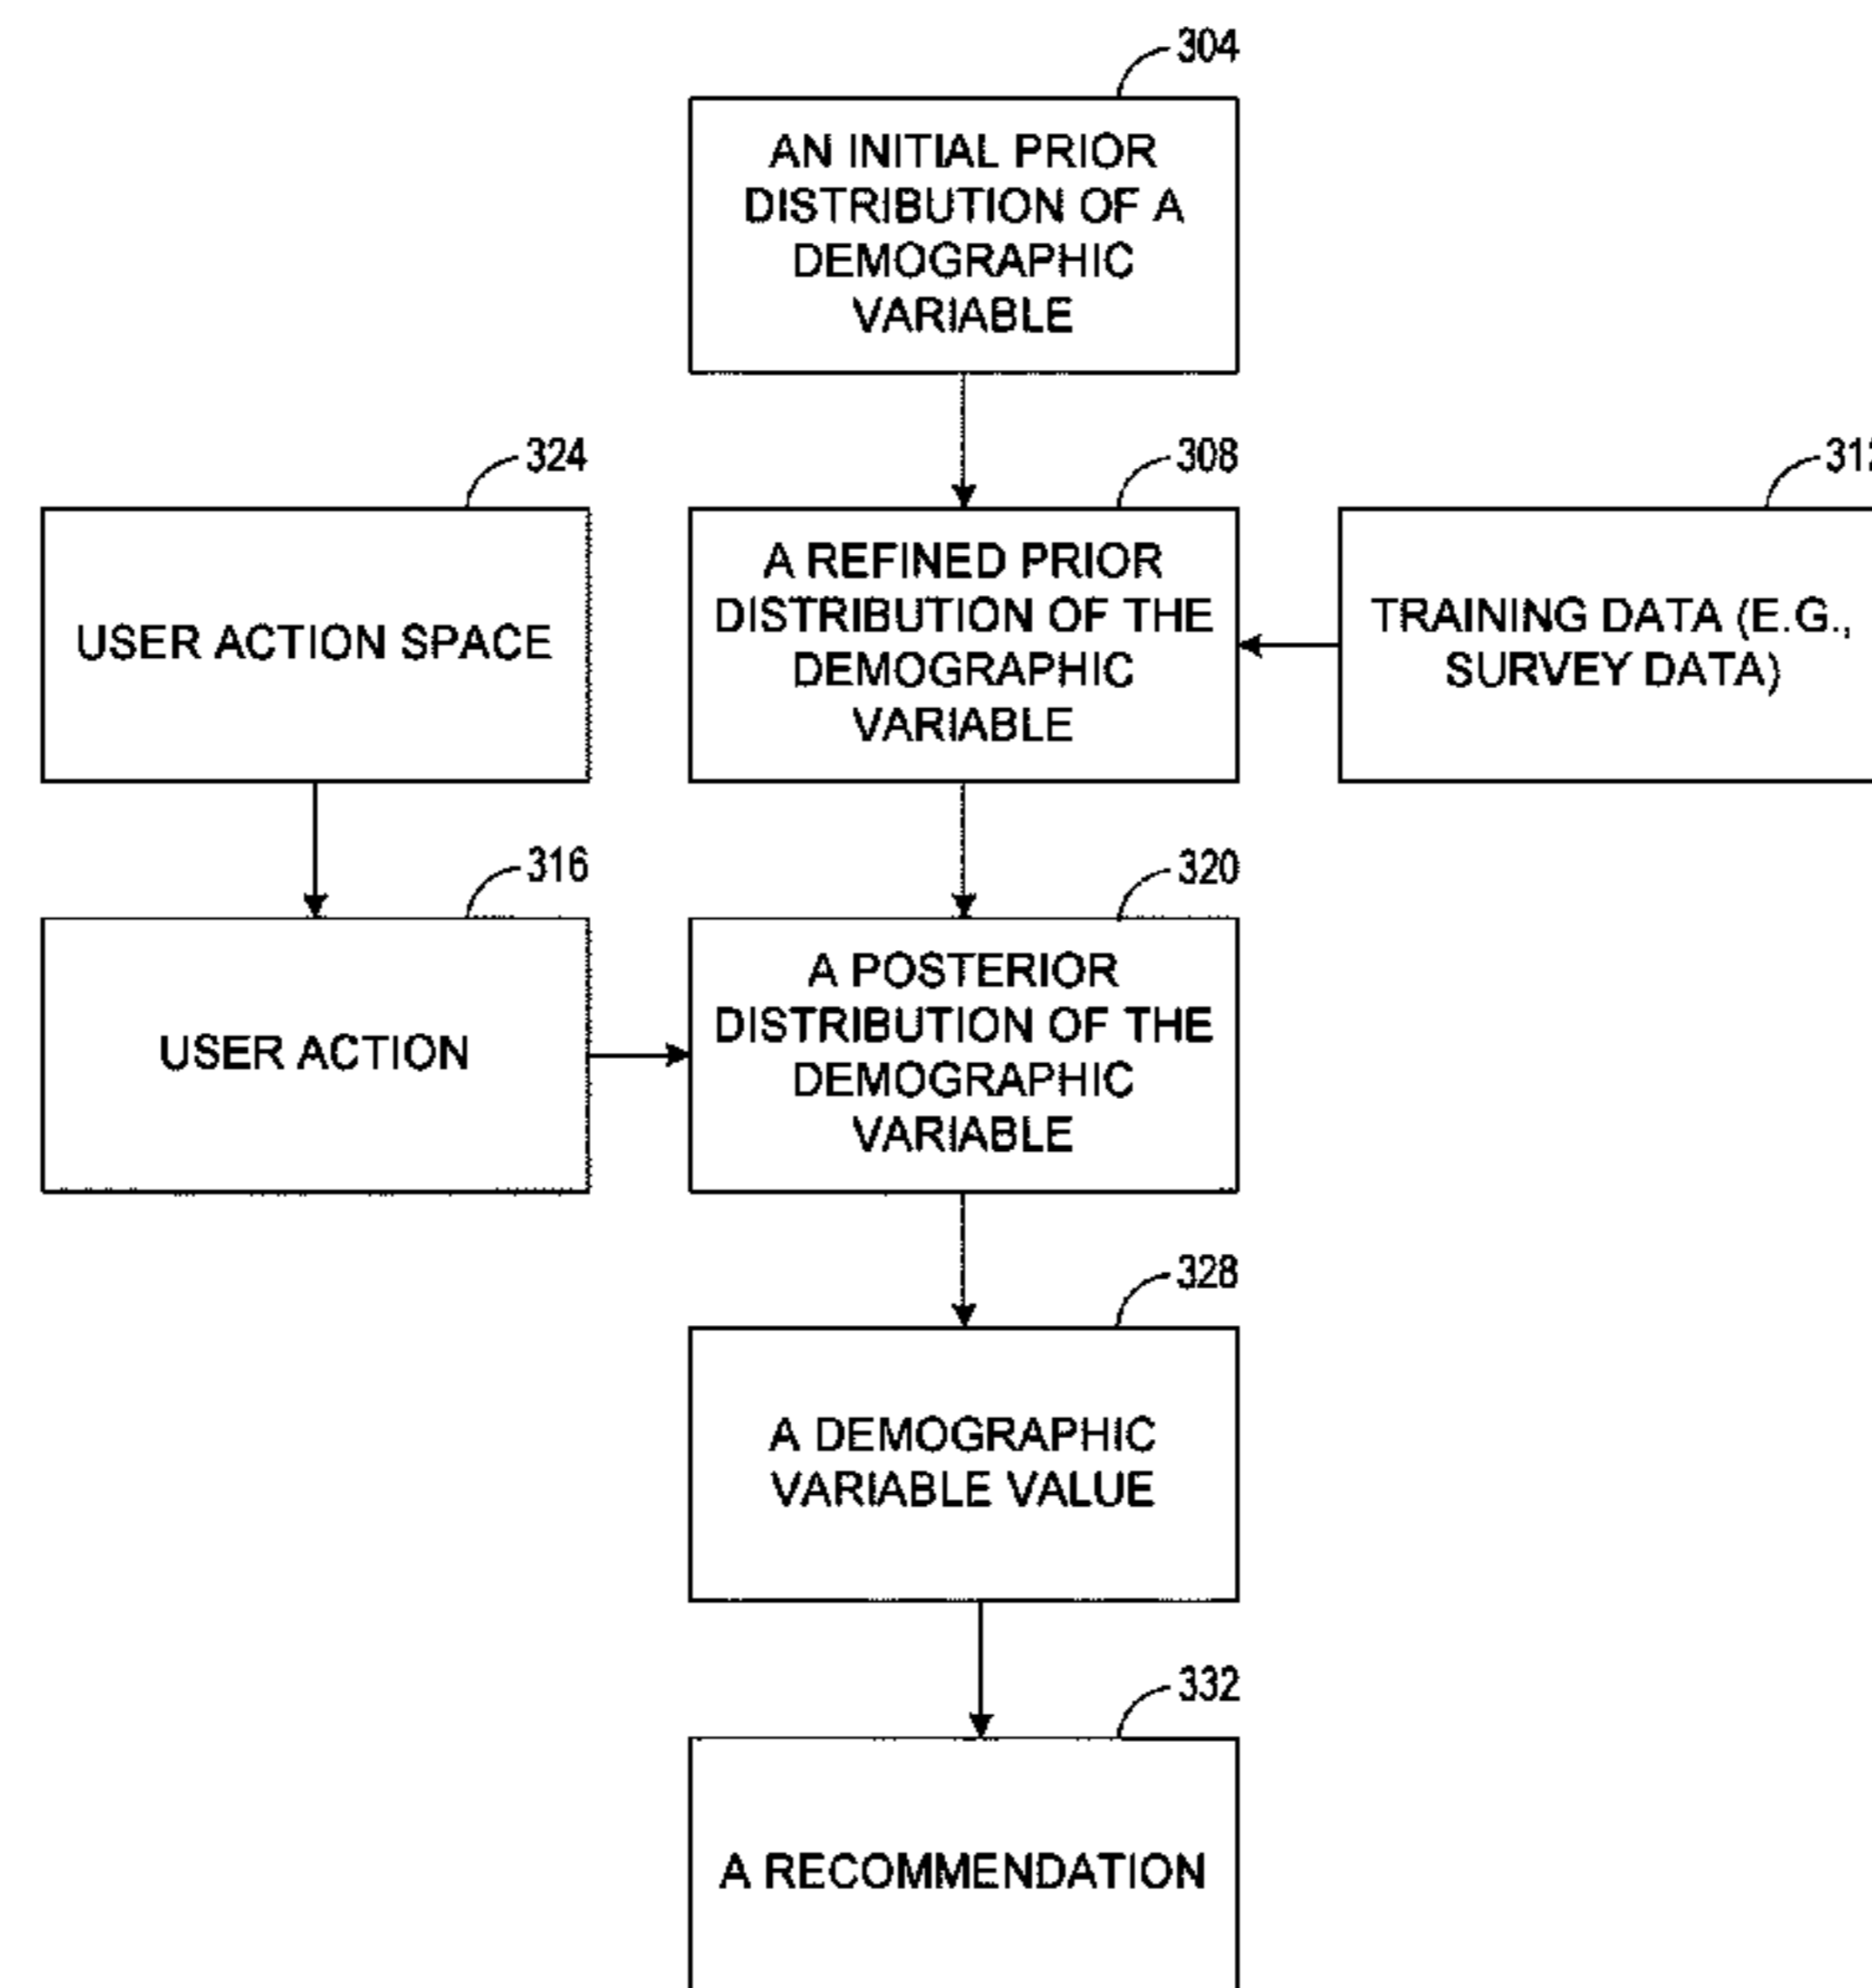 304
AN INITIAL PRIOR
DISTRIBUTION OF A
DEMOGRAPHIC
VARIABLE
324
308
USER ACTION SPACE
A REFINED PRIOR
DISTRIBUTION OF THE
DEMOGRAPHIC
VARIABLE
TRAINING DATA (E.G.,
SURVEY DATA)
316
320
USER ACTION
A POSTERIOR
DISTRIBUTION OF THE
DEMOGRAPHIC
VARIABLE
328
A DEMOGRAPHIC
VARIABLE VALUE
332
A RECOMMENDATION